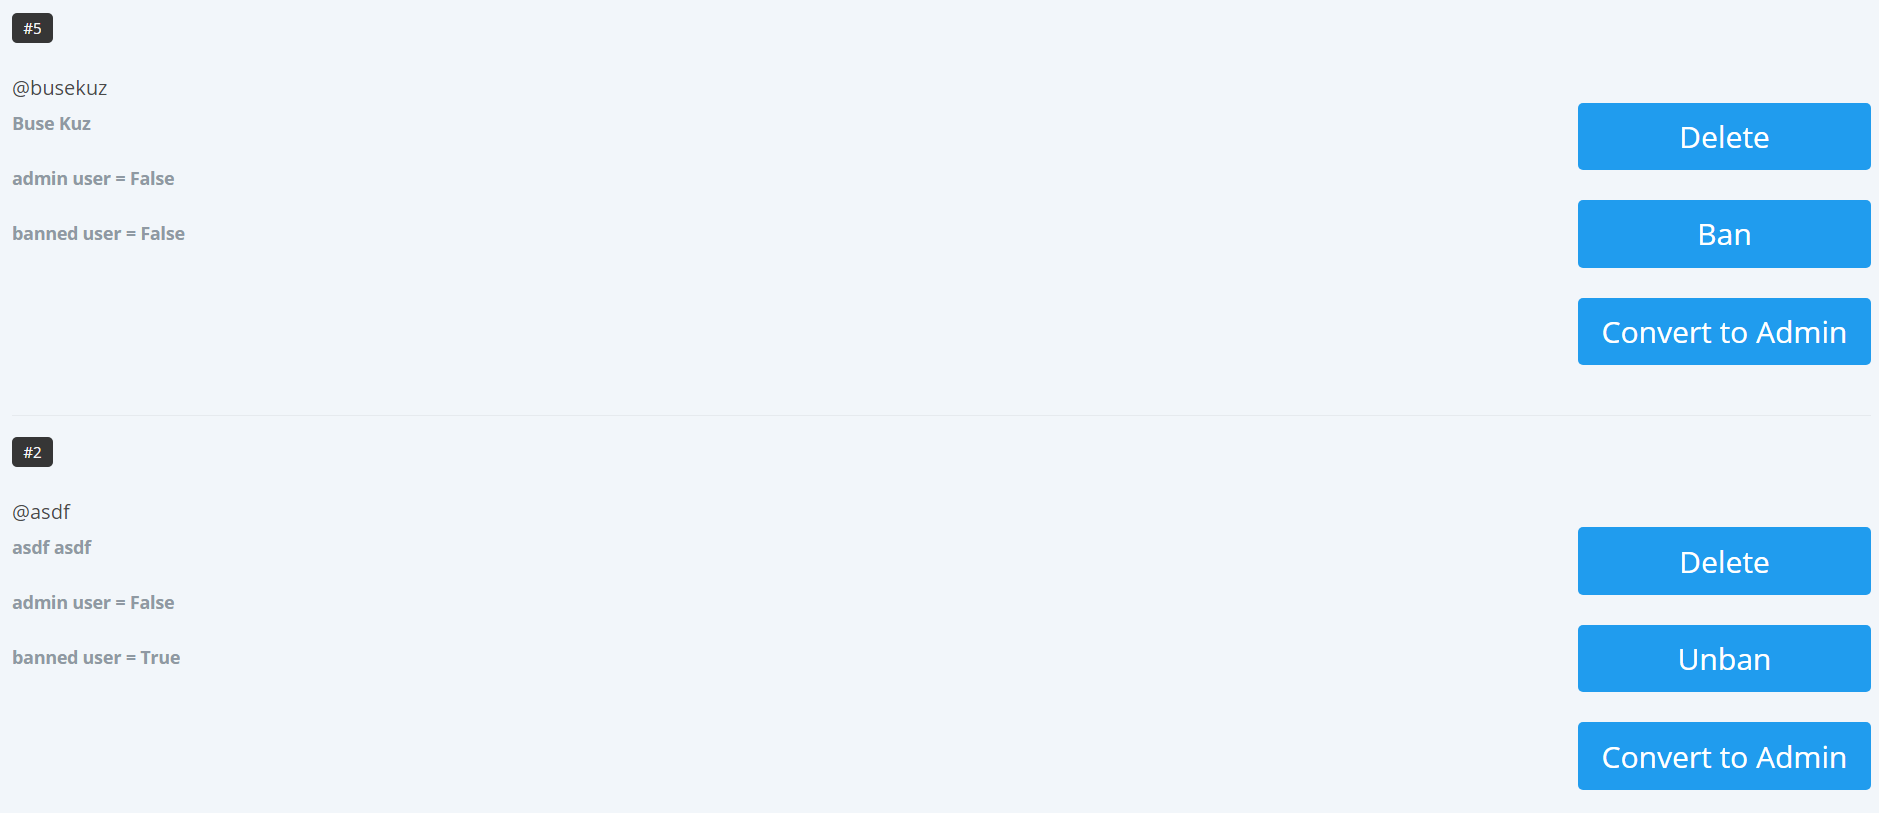 #5
@busekuz
Buse Kuz
Delete
admin user = False
banned user = False
Ban
Convert to Admin
#2
@asdf
asdf asdf
Delete
admin user = False
banned user = True
Unban
Convert to Admin